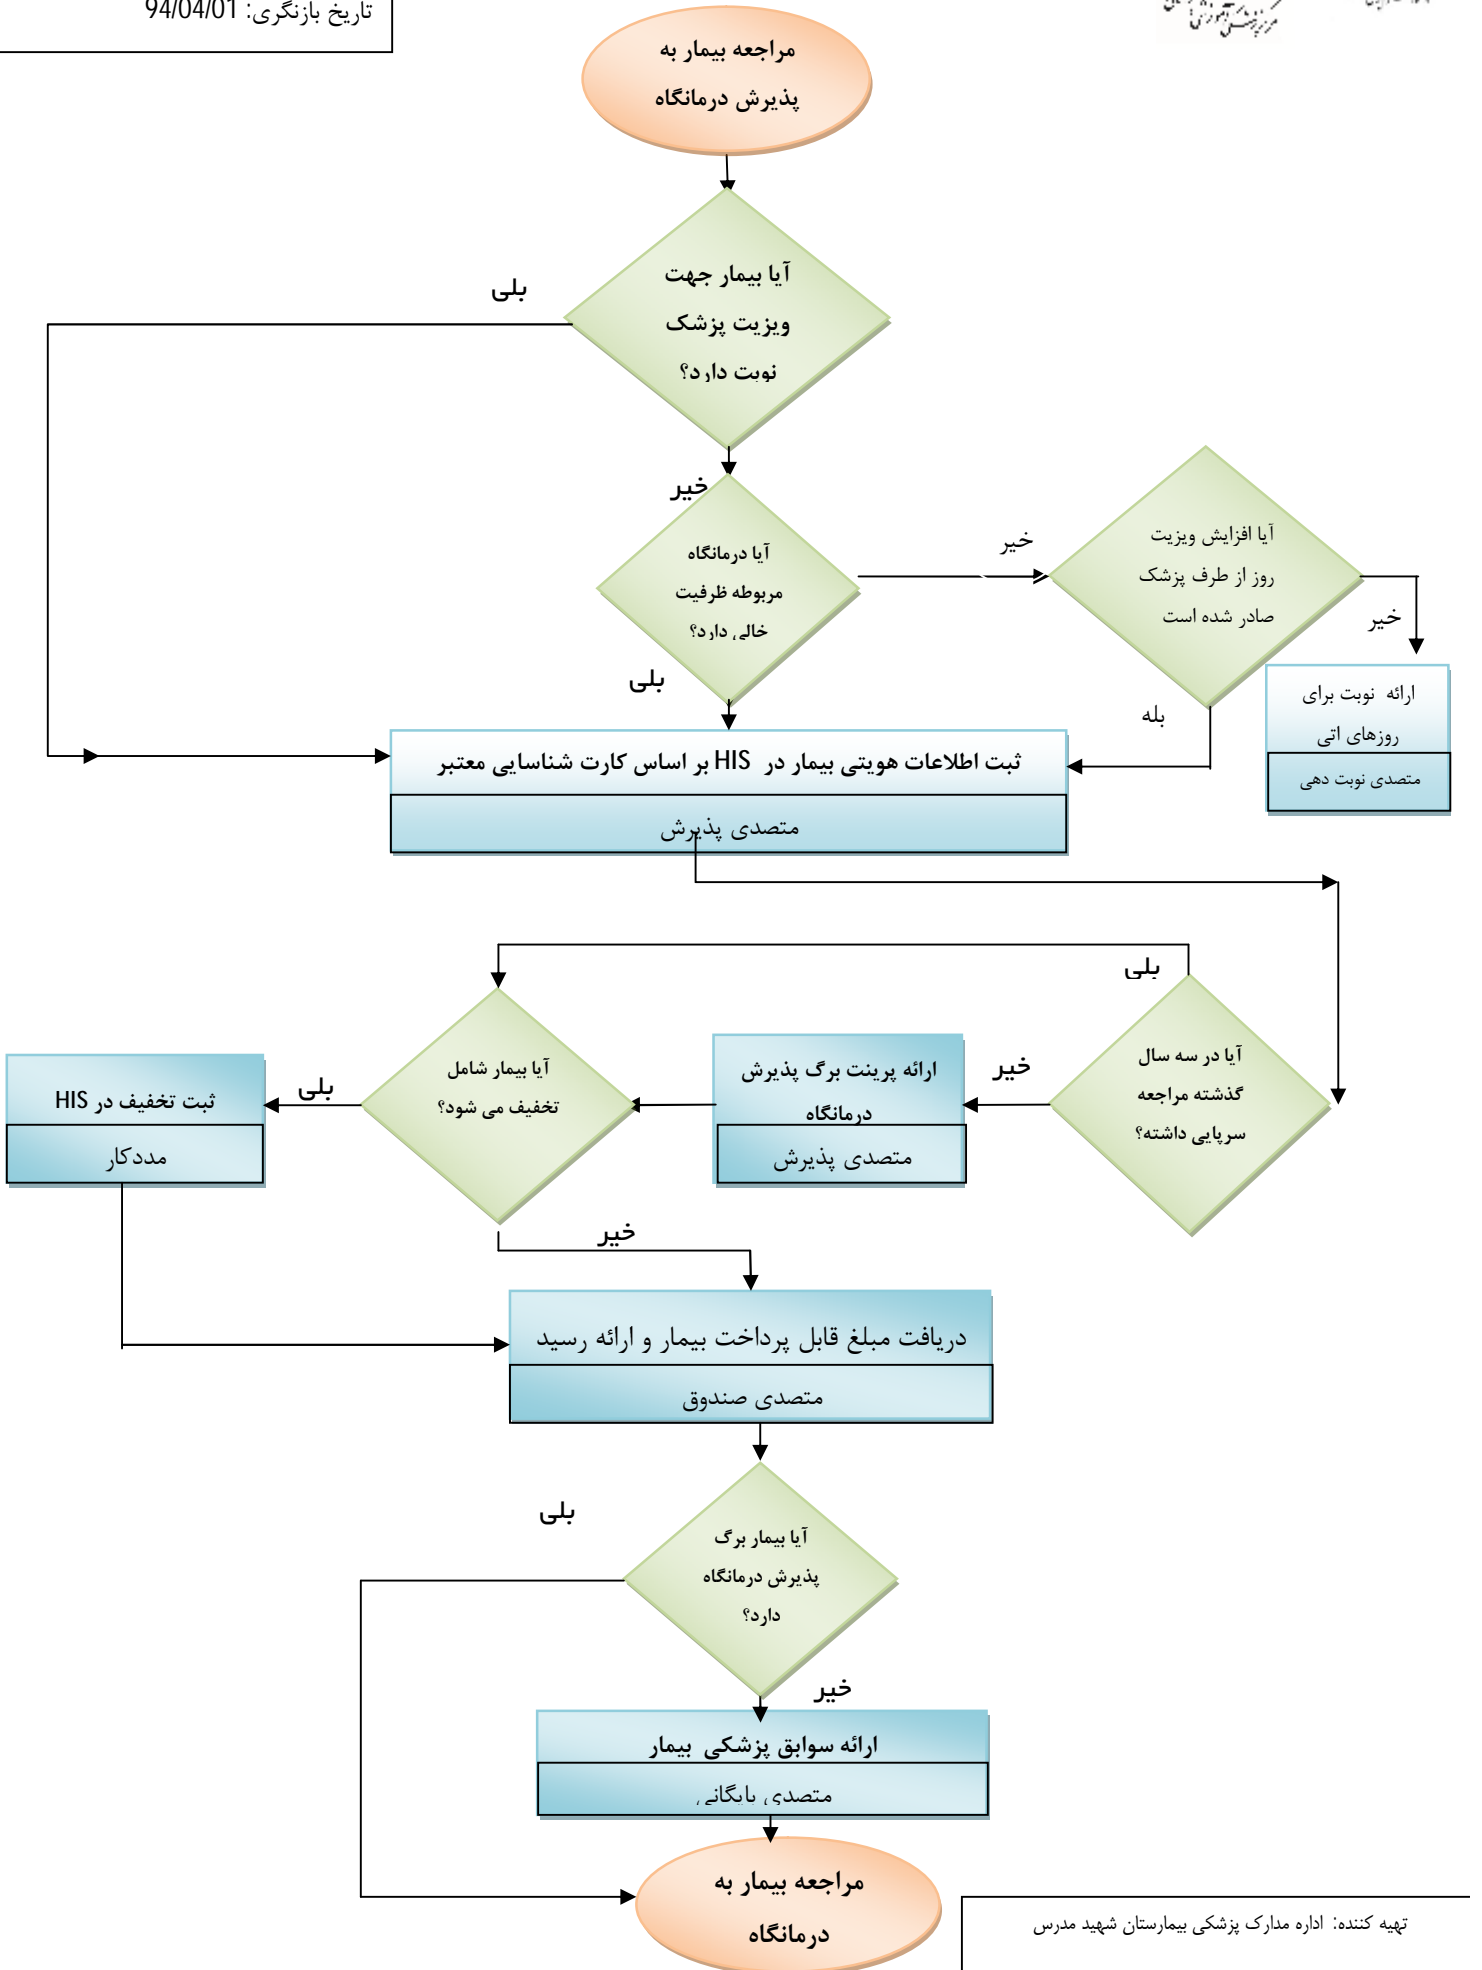 تاریخ بازنگری: 94/04/01
مراجعه بیمار به
پذیرش درمانگاه
آیا بیمار جهت
ویزیت پزشک
نوبت دارد؟
بلی
خیر
آیا درمانگاه
مربوطه ظرفیت
خالی دارد؟
خیر
آیا افزایش ویزیت
روز از طرف پزشک
صادر شده است
خیر
بلی
بله
ارائه نوبت برای
روزهای اتی
متصدی نوبت دهی
ثبت اطلاعات هویتی بیمار در HIS بر اساس کارت شناسایی معتبر
متصدی پذیرش
بلی
آیا در سه سال
گذشته مراجعه
سرپایی داشته؟
خیر
ارائه پرینت برگ پذیرش
درمانگاه
متصدی پذیرش
آیا بیمار شامل
تخفیف می شود؟
بلی
ثبت تخفیف در HIS
مددکار
خیر
دریافت مبلغ قابل پرداخت بیمار و ارائه رسید
متصدی صندوق
بلی
آیا بیمار برگ
پذیرش درمانگاه
دارد؟
خیر
ارائه سوابق پزشکی بیمار
متصدی بایگانی
مراجعه بیمار به
درمانگاه
تهیه کننده: اداره مدارک پزشکی بیمارستان شهید مدرس